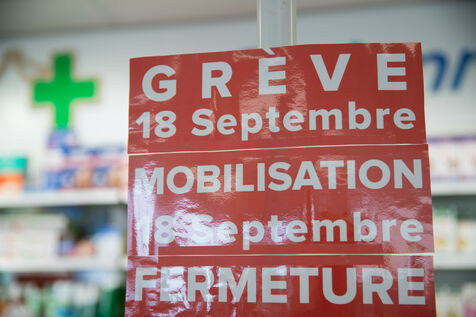 GRÈVE
18 Septembre
MOBILISATION
18 Septembre
FERMETURE